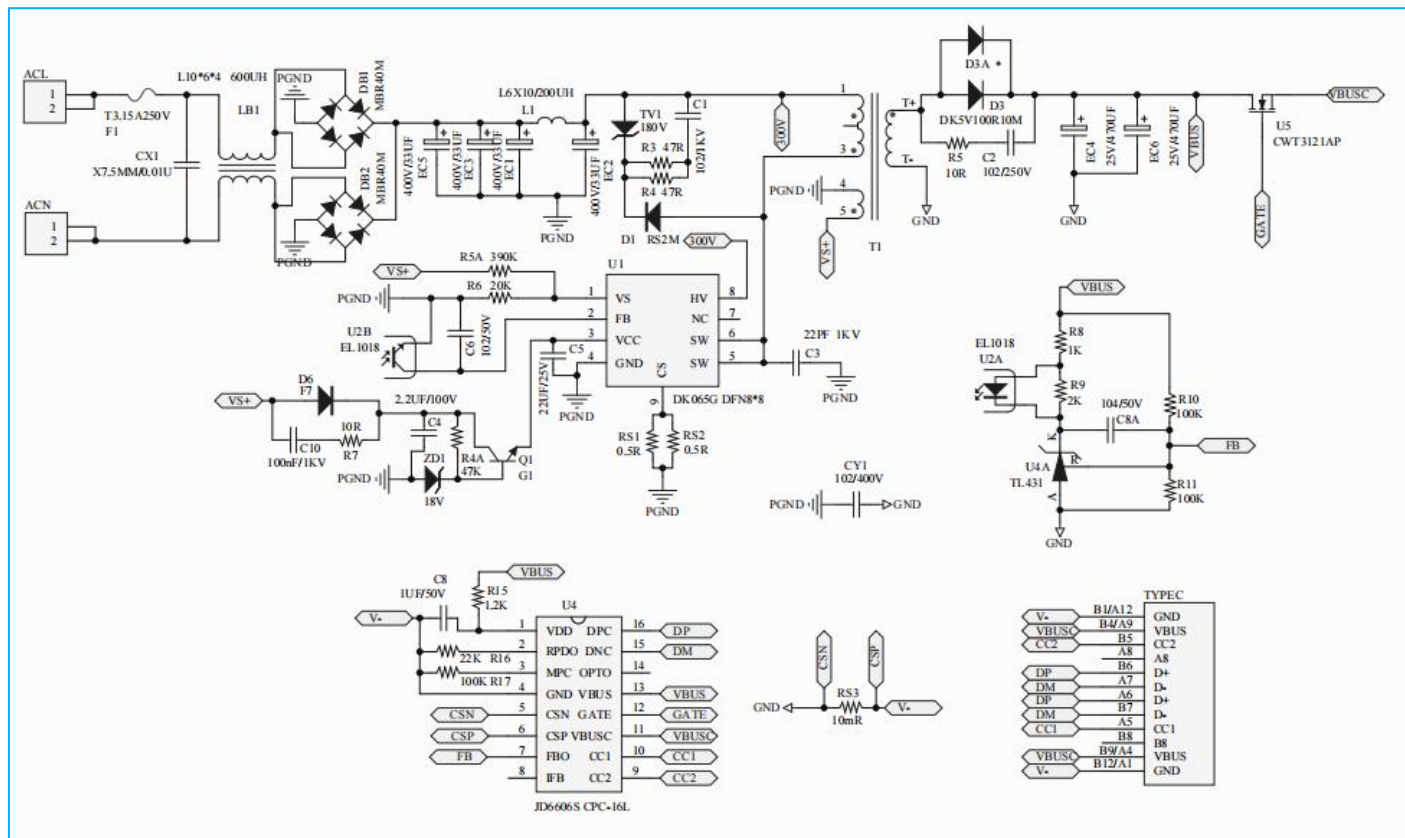 ACL
1
2
T3.15A250V
F1
CX1
X7.5MM/0.01U
ACN
1
2
L10*6*4 600UH
LB1
PGND
DB1
MBR40M
DB2
MBR40M
PGND
400V/33UF
EC5
400V/33UF
EC3
400V/33UF
EC1
L6X10/200UH
L1
400V/33UF
EC2
PGND
TV1
180V
R3 47R
R4 47R
C1
102/1KV
D1 RS2M
300V
300V
1
3
4
5
PGND
VS+
T1
T+
T-
D3A *
D3
DK5V100R10M
R5
10R
C2
102/250V
GND
EC4
25V/470UF
EC6
25V/470UF
GND
VBUS
U5
CWT3121AP
VBUSC
GATE
VS+
R5A 390K
R6 20K
PGND
U2B
EL1018
C6
102/50V
C5
22UF/25V
PGND
U1
1 VS
2 FB
3 VCC
4 GND
CS
9
HV 8
NC 7
SW 6
SW 5
DK065G DFN8*8
RS1
0.5R
RS2
0.5R
PGND
22PF 1KV
C3
PGND
VS+
D6
F7
C10
100nF/1KV
10R
R7
2.2UF/100V
C4
R4A
47K
ZD1
18V
PGND
Q1
G1
CY1
102/400V
PGND
GND
VBUS
EL1018
U2A
R8
1K
R9
2K
104/50V
C8A
R10
100K
FB
K
R
A
U4A
TL431
R11
100K
GND
V-
C8
1UF/50V
VBUS
R15
1.2K
22K R16
100K R17
U4
1 VDD DPC 16 DP
2 RPDO DNC 15 DM
3 MPC OPTO 14
4 GND VBUS 13 VBUS
CSN 5 CSN GATE 12 GATE
CSP 6 CSP VBUSC 11 VBUSC
FB 7 FBO CC1 10 CC1
8 IFB CC2 9 CC2
JD6606S CPC-16L
CSN
CSP
GND
RS3
10mR
V-
TYPEC
V- B1/A12 GND
VBUSC B4/A9 VBUS
CC2 B5 CC2
A8 A8
DP B6 D+
DM A7 D-
DP A6 D+
DM B7 D-
CC1 A5 CC1
B8 B8
VBUSC B9/A4 VBUS
V- B12/A1 GND